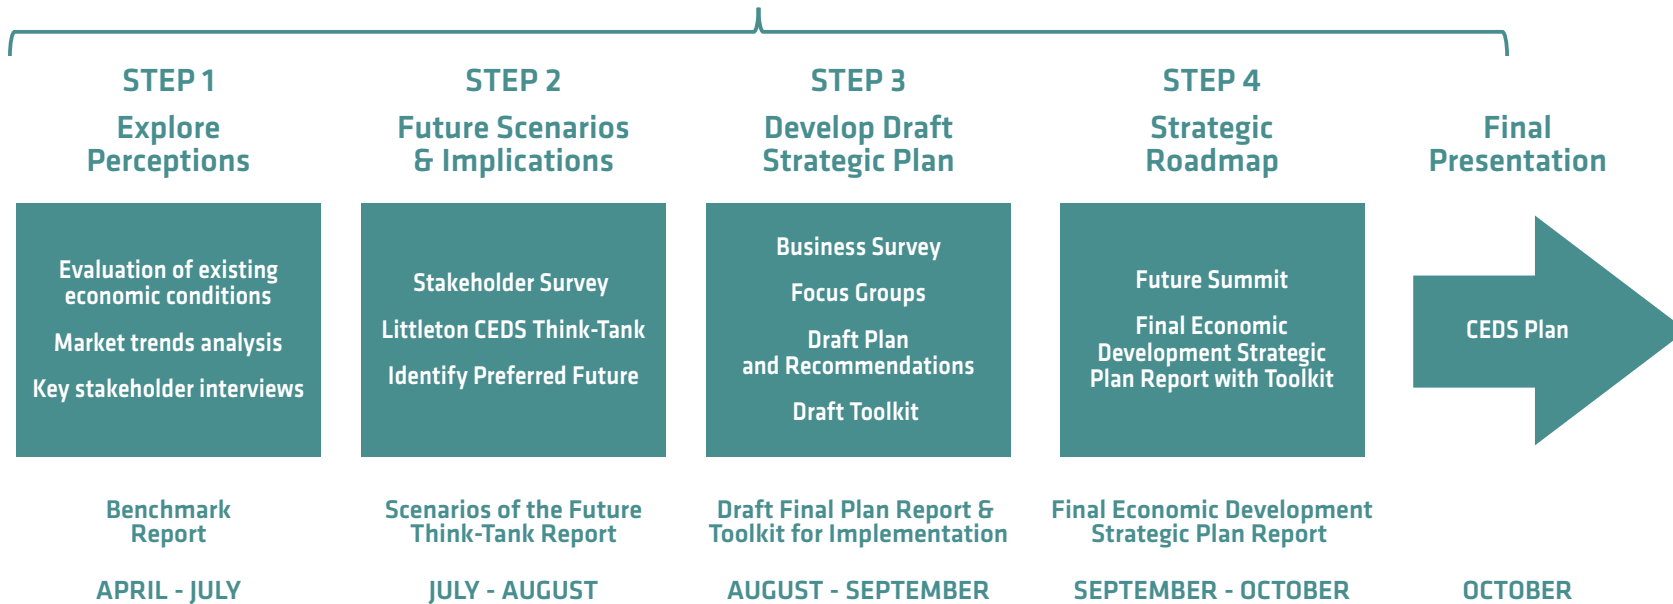 STEP 1
Explore
Perceptions
Evaluation of existing
economic conditions
Market trends analysis
Key stakeholder interviews
Benchmark
Report
APRIL - JULY
STEP 2
Future Scenarios
& Implications
Stakeholder Survey
Littleton CEDS Think-Tank
Identify Preferred Future
Scenarios of the Future
Think-Tank Report
JULY - AUGUST
STEP 3
Develop Draft
Strategic Plan
Business Survey
Focus Groups
Draft Plan
and Recommendations
Draft Toolkit
Draft Final Plan Report &
Toolkit for Implementation
AUGUST - SEPTEMBER
STEP 4
Strategic
Roadmap
Future Summit
Final Economic
Development Strategic
Plan Report with Toolkit
Final Economic Development
Strategic Plan Report
SEPTEMBER - OCTOBER
Final
Presentation
CEDS Plan
OCTOBER